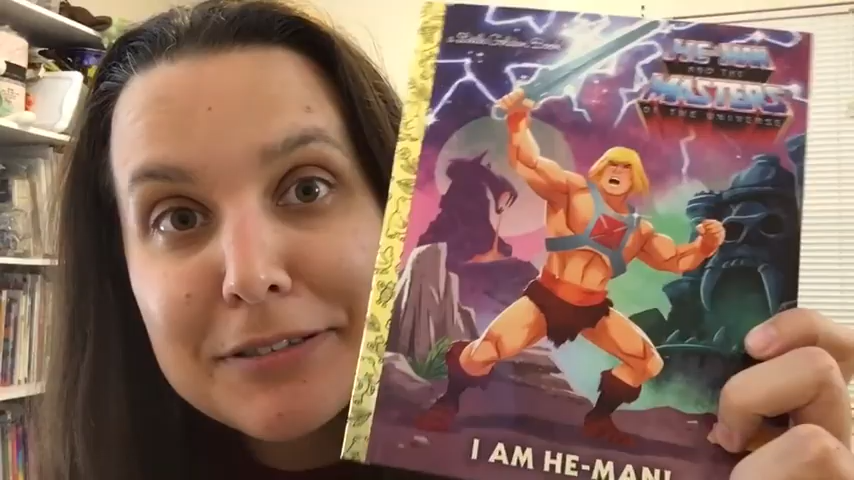 a Little Golden Book
HE-MAN
AND THE
MASTERS
OF THE UNIVERSE
I AM HE-MAN!